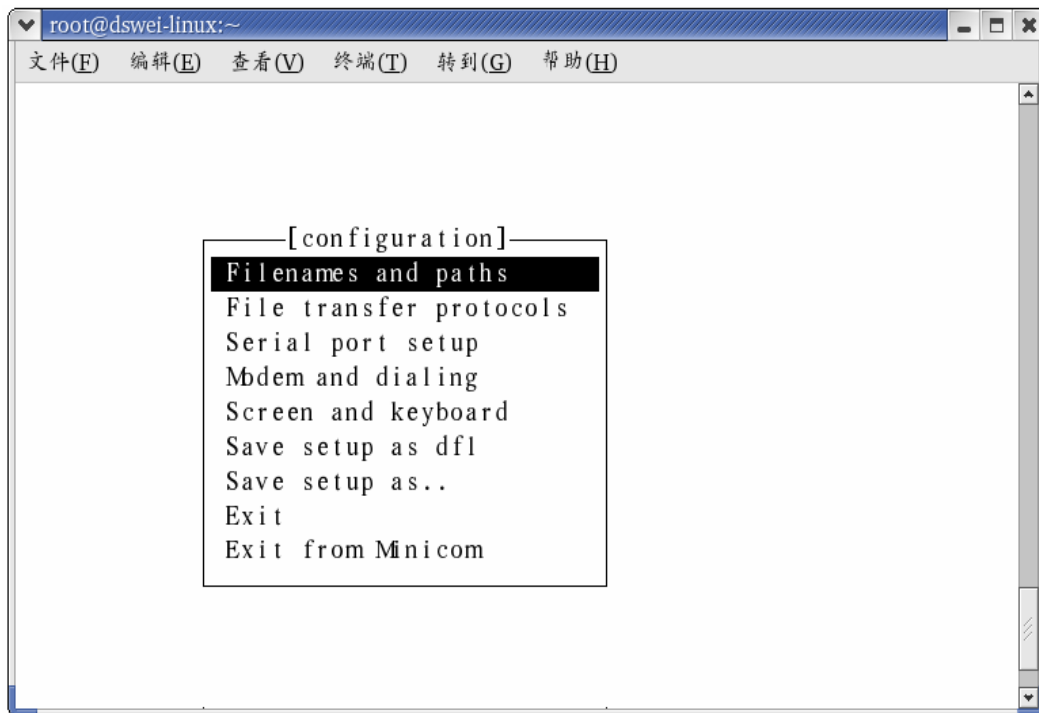 root@dswei-linux:~
文件(F) 编辑(E) 查看(V) 终端(T) 转到(G) 帮助(H)
[configuration]
Filenames and paths
File transfer protocols
Serial port setup
Modem and dialing
Screen and keyboard
Save setup as dfl
Save setup as..
Exit
Exit from Minicom